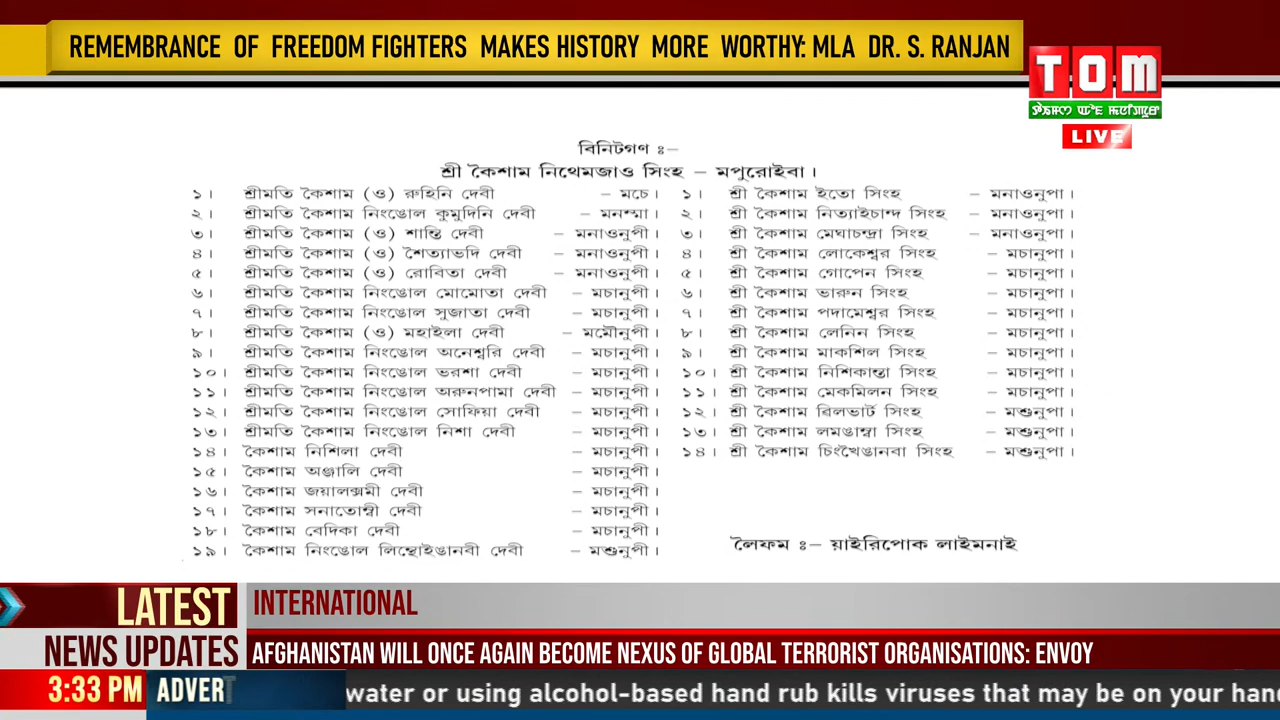 REMEMBRANCE OF FREEDOM FIGHTERS MAKES HISTORY MORE WORTHY: MLA DR. S. RANJAN
TOM
LIVE
বিনিটগণ ঃ–
শ্রী কৈশাম নিথেমজাও সিংহ – মপুরোইবা।
১। শ্রীমতি কৈশাম (ও) রুহিনি দেবী – মচে।
২। শ্রীমতি কৈশাম নিংঙোল কুমুদিনি দেবী – মনম্মা।
৩। শ্রীমতি কৈশাম (ও) শান্তি দেবী – মনাওনুপী।
৪। শ্রীমতি কৈশাম (ও) শৈত্যাভদি দেবী – মনাওনুপী।
৫। শ্রীমতি কৈশাম (ও) রোবিতা দেবী – মনাওনুপী।
৬। শ্রীমতি কৈশাম নিংঙোল মোমোতা দেবী – মচানুপী।
৭। শ্রীমতি কৈশাম নিংঙোল সুজাতা দেবী – মচানুপী।
৮। শ্রীমতি কৈশাম (ও) মহাইলা দেবী – মমৌনুপী।
৯। শ্রীমতি কৈশাম নিংঙোল অনেশ্বরি দেবী – মচানুপী।
১০। শ্রীমতি কৈশাম নিংঙোল ভরশা দেবী – মচানুপী।
১১। শ্রীমতি কৈশাম নিংঙোল অরুনপামা দেবী – মচানুপী।
১২। শ্রীমতি কৈশাম নিংঙোল সোফিয়া দেবী – মচানুপী।
১৩। শ্রীমতি কৈশাম নিংঙোল নিশা দেবী – মচানুপী।
১৪। কৈশাম নিশিলা দেবী – মচানুপী।
১৫। কৈশাম অঞ্জালি দেবী – মচানুপী।
১৬। কৈশাম জয়ালক্সমী দেবী – মচানুপী।
১৭। কৈশাম সনাতোম্বী দেবী – মচানুপী।
১৮। কৈশাম বেদিকা দেবী – মচানুপী।
১৯। কৈশাম নিংঙোল লিন্থোইঙানবী দেবী – মশুনুপী।
১। শ্রী কৈশাম ইতো সিংহ – মনাওনুপা।
২। শ্রী কৈশাম নিত্যাইচান্দ সিংহ – মনাওনুপা।
৩। শ্রী কৈশাম মেঘাচন্দ্রা সিংহ – মনাওনুপা।
৪। শ্রী কৈশাম লোকেশ্বর সিংহ – মচানুপা।
৫। শ্রী কৈশাম গোপেন সিংহ – মচানুপা।
৬। শ্রী কৈশাম ভারুন সিংহ – মচানুপা।
৭। শ্রী কৈশাম পদামেশ্বর সিংহ – মচানুপা।
৮। শ্রী কৈশাম লেনিন সিংহ – মচানুপা।
৯। শ্রী কৈশাম মাকশিল সিংহ – মচানুপা।
১০। শ্রী কৈশাম নিশিকান্তা সিংহ – মচানুপা।
১১। শ্রী কৈশাম মেকমিলন সিংহ – মচানুপা।
১২। শ্রী কৈশাম ৱিলভার্ট সিংহ – মশুনুপা।
১৩। শ্রী কৈশাম লমঙাম্বা সিংহ – মশুনুপা।
১৪। শ্রী কৈশাম চিংখৈঙানবা সিংহ – মশুনুপা।
লৈফম ঃ– য়াইরিপোক লাইমনাই
LATEST
NEWS UPDATES
INTERNATIONAL
AFGHANISTAN WILL ONCE AGAIN BECOME NEXUS OF GLOBAL TERRORIST ORGANISATIONS: ENVOY
3:33 PM ADVERT water or using alcohol-based hand rub kills viruses that may be on your hand